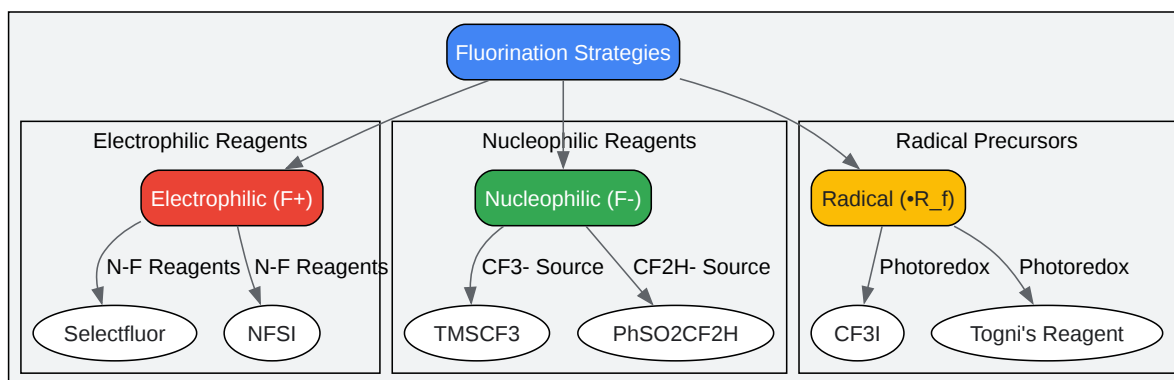 Fluorination Strategies
Electrophilic Reagents
Nucleophilic Reagents
Radical Precursors
Electrophilic (F+)
Nucleophilic (F-)
Radical (•R_f)
N-F Reagents
N-F Reagents
CF3- Source
CF2H- Source
Photoredox
Photoredox
Selectfluor
NFSI
TMSCF3
PhSO2CF2H
CF3I
Togni's Reagent